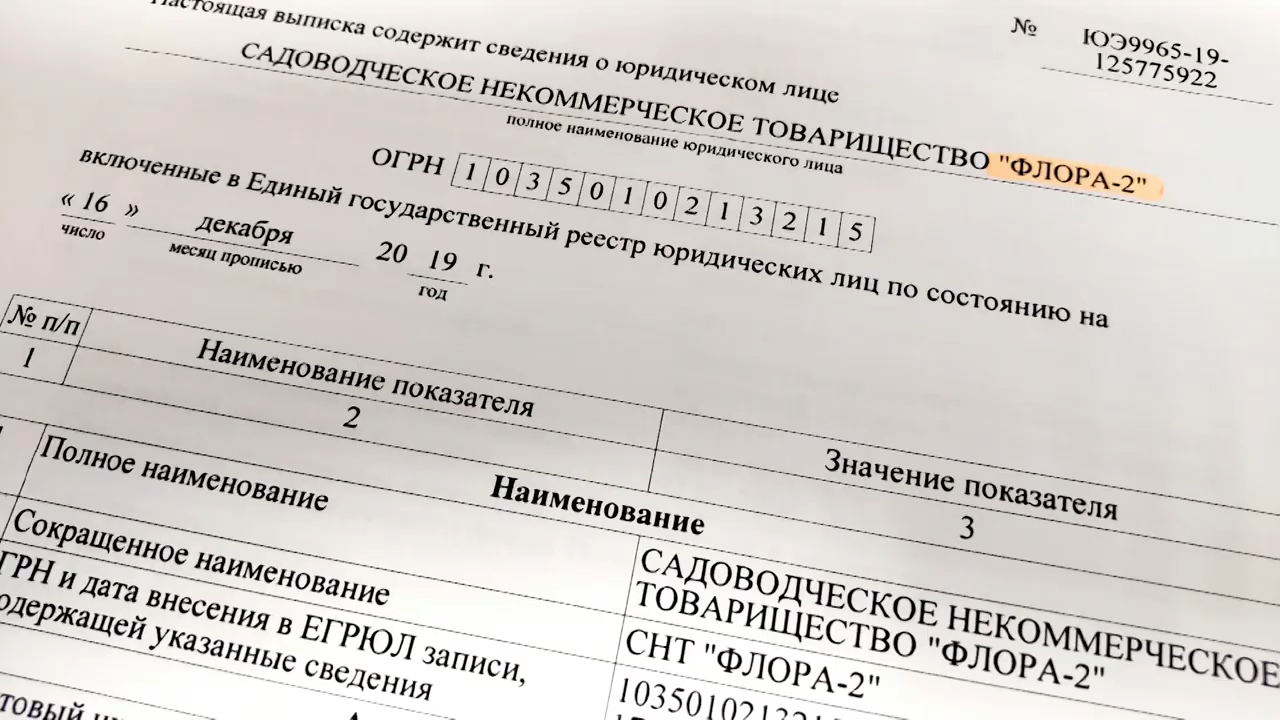 Настоящая выписка содержит сведения о юридическом лице
№ ЮЭ9965-19-
125775922
САДОВОДЧЕСКОЕ НЕКОММЕРЧЕСКОЕ ТОВАРИЩЕСТВО "ФЛОРА-2"
полное наименование юридического лица
ОГРН 1035010213215
включенные в Единый государственный реестр юридических лиц по состоянию на
« 16 » декабря 20 19 г.
число месяц прописью год
№ п/п Наименование показателя Значение показателя
1 2 3
Наименование
1 Полное наименование САДОВОДЧЕСКОЕ НЕКОММЕРЧЕСКОЕ
ТОВАРИЩЕСТВО "ФЛОРА-2"
Сокращенное наименование СНТ "ФЛОРА-2"
ГРН и дата внесения в ЕГРЮЛ записи,
содержащей указанные сведения